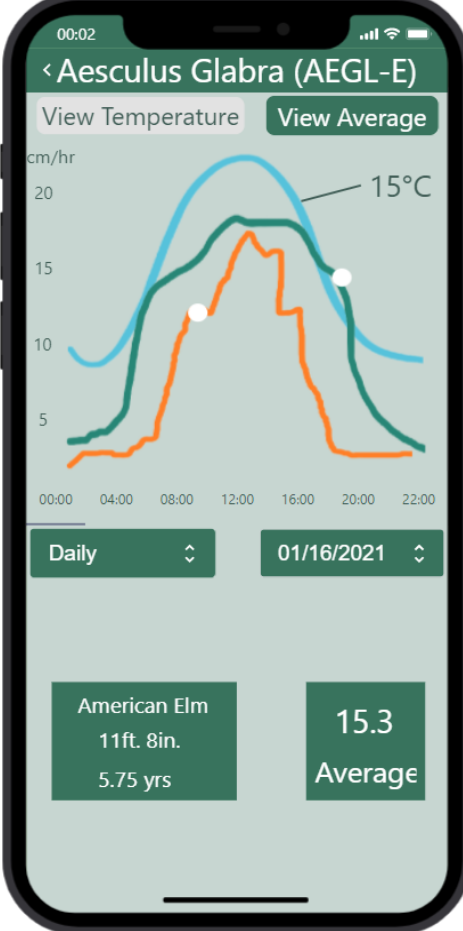 00:02
Aesculus Glabra (AEGL-E)
View Temperature View Average
cm/hr
15°C
20
15
10
5
00:00 04:00 08:00 12:00 16:00 20:00 22:00
Daily 01/16/2021
American Elm
11ft. 8in.
5.75 yrs
15.3
Average